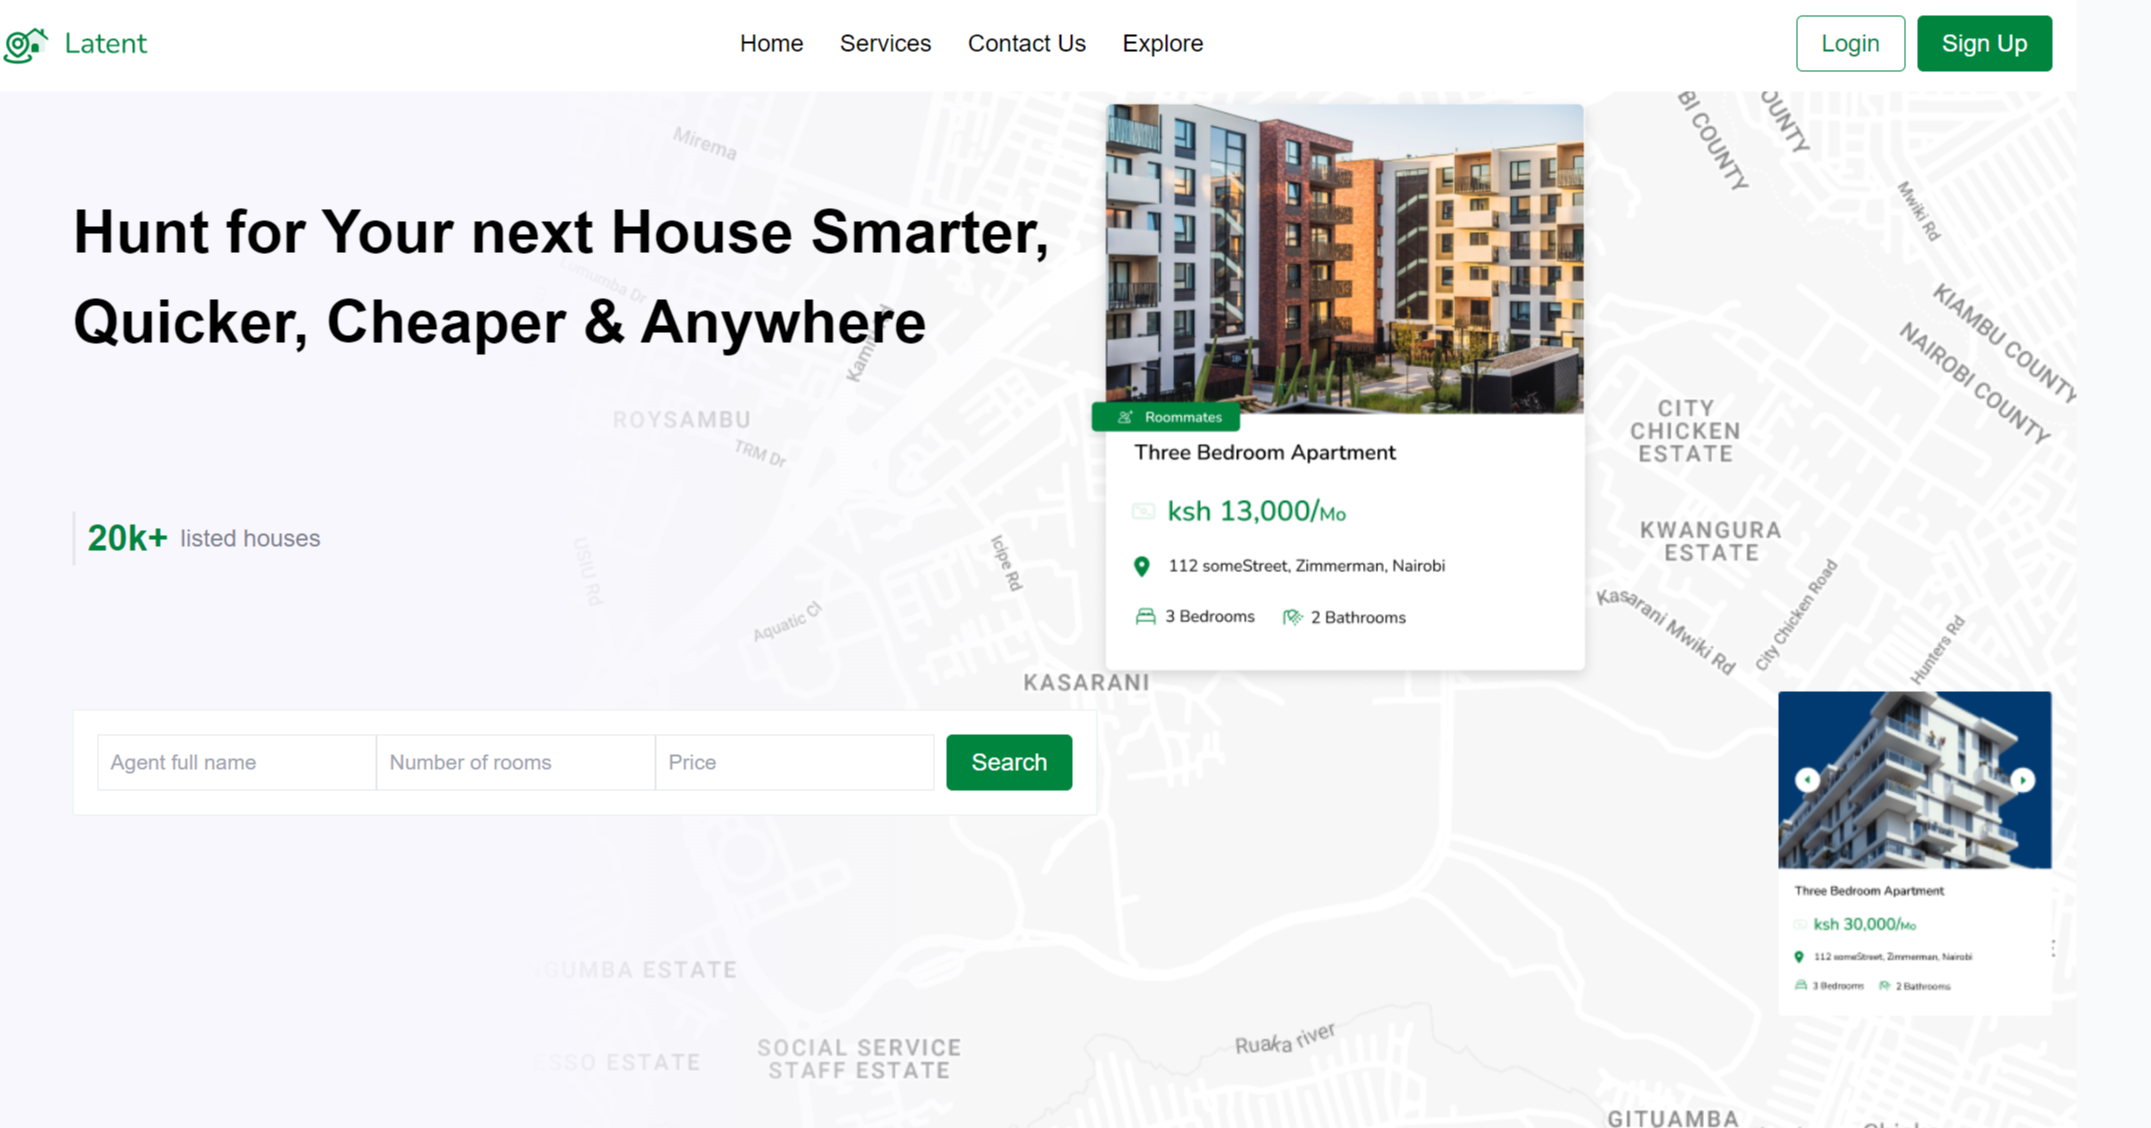 Latent
Home Services Contact Us Explore
Login
Sign Up
Hunt for Your next House Smarter,
Quicker, Cheaper & Anywhere
20k+ listed houses
Agent full name
Number of rooms
Price
Search
Roommates
Three Bedroom Apartment
ksh 13,000/Mo
112 someStreet, Zimmerman, Nairobi
3 Bedrooms 2 Bathrooms
Three Bedroom Apartment
ksh 30,000/Mo
112 someStreet, Zimmerman, Nairobi
3 Bedrooms 2 Bathrooms
Mirema
Lumumba Dr
ROYSAMBU
TRM Dr
USIU Rd
Icipe Rd
Aquatic Cl
KASARANI
BI COUNTY
OUNTY
Mwiki Rd
KIAMBU COUNTY
NAIROBI COUNTY
CITY
CHICKEN
ESTATE
KWANGURA
ESTATE
Kasarani Mwiki Rd
City Chicken Road
Hunters Rd
GUMBA ESTATE
ESSO ESTATE
SOCIAL SERVICE
STAFF ESTATE
Ruaka river
GITUAMBA